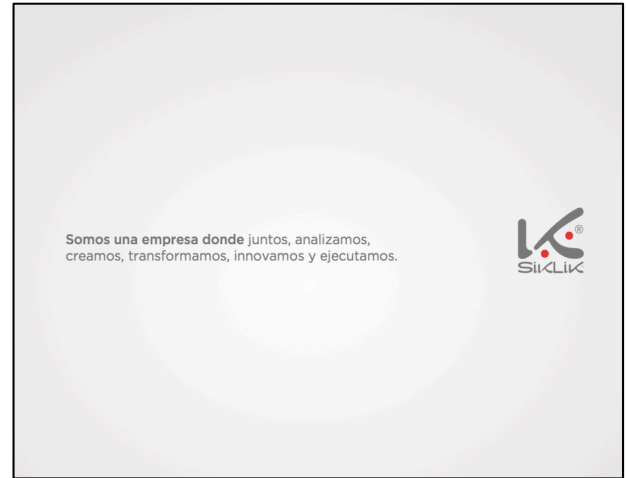 Somos una empresa donde juntos, analizamos,
creamos, transformamos, innovamos y ejecutamos.
K®
SiKLiK